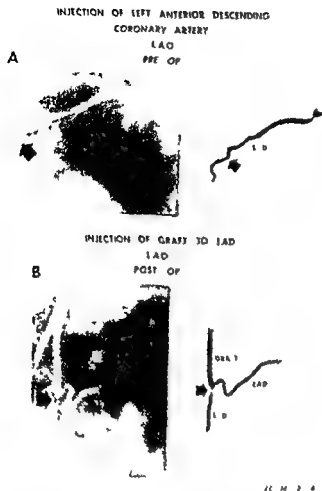 INJECTION OF LEFT ANTERIOR DESCENDING
CORONARY ARTERY
LAO
PRE OP
A
L D
INJECTION OF GRAFT TO LAD
LAO
POST OP
B
GRAFT
LAD
L D